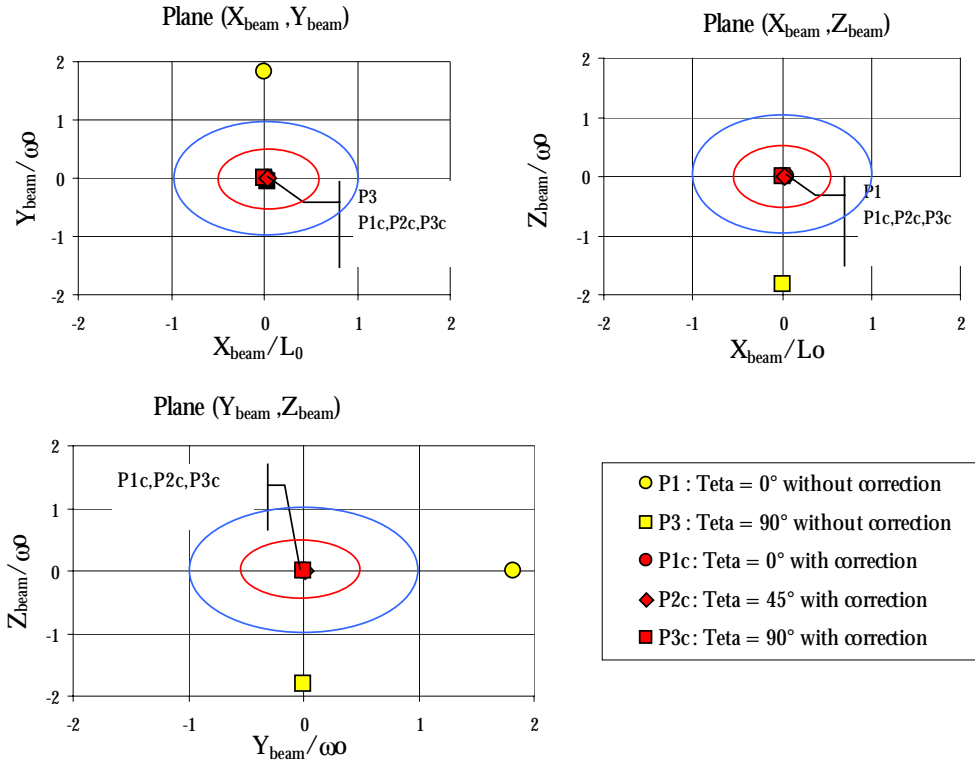 Plane (Xbeam ,Ybeam)
2
1
0
-1
-2
-2 -1 0 1 2
Ybeam/ωo
Xbeam/L0
P3
P1c,P2c,P3c
Plane (Xbeam ,Zbeam)
2
1
0
-1
-2
-2 -1 0 1 2
Zbeam/ωo
Xbeam/Lo
P1
P1c,P2c,P3c
Plane (Ybeam ,Zbeam)
2
1
0
-1
-2
-2 -1 0 1 2
Zbeam/ωo
Ybeam/ωo
P1c,P2c,P3c
P1 : Teta = 0° without correction
P3 : Teta = 90° without correction
P1c: Teta = 0° with correction
P2c: Teta = 45° with correction
P3c: Teta = 90° with correction